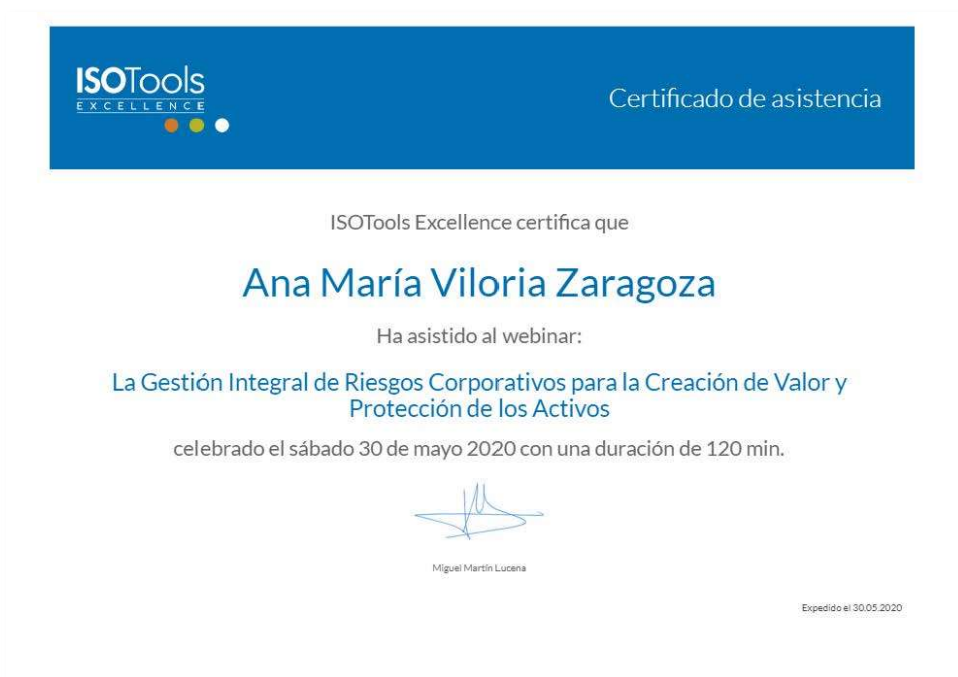 ISOTools
EXCELLENCE
Certificado de asistencia
ISOTools Excellence certifica que
Ana María Viloria Zaragoza
Ha asistido al webinar:
La Gestión Integral de Riesgos Corporativos para la Creación de Valor y
Protección de los Activos
celebrado el sábado 30 de mayo 2020 con una duración de 120 min.
Miguel Martín Lucena
Expedido el 30.05.2020